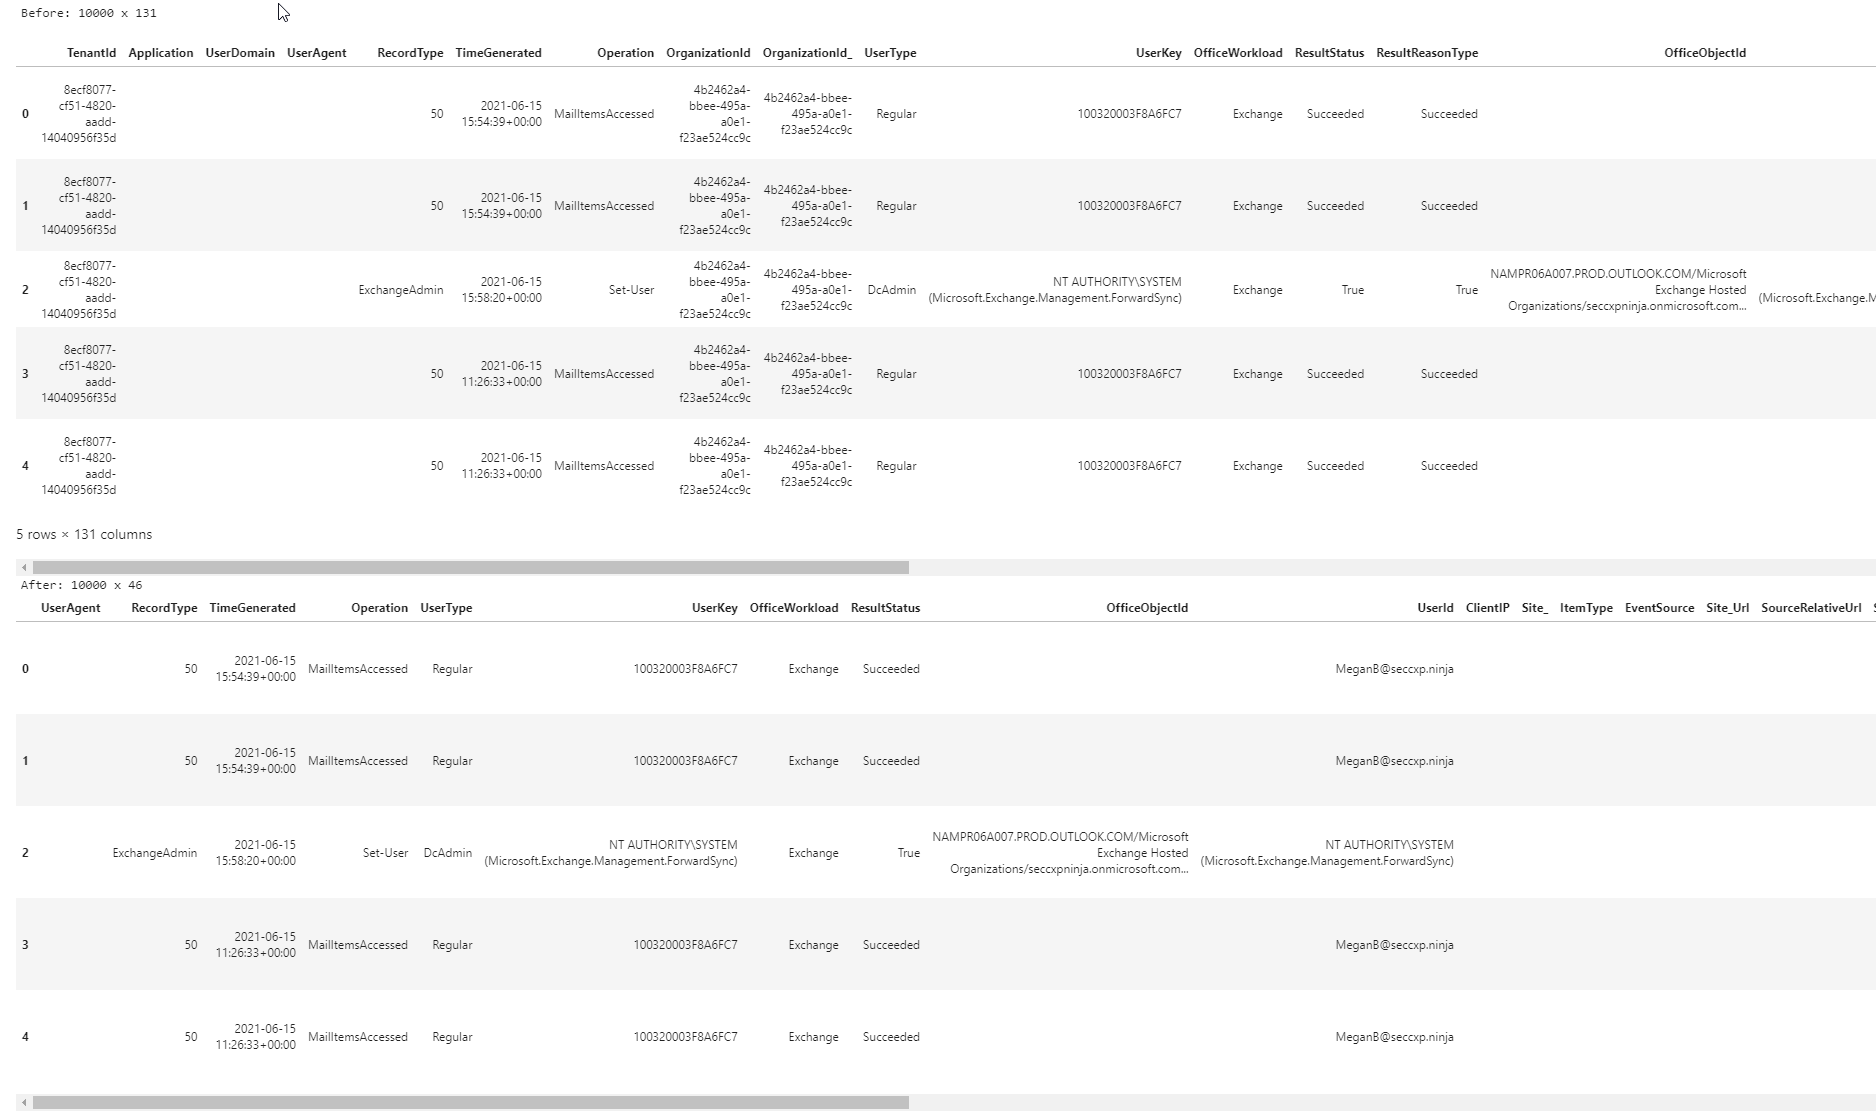 Before: 10000 x 131
TenantId Application UserDomain UserAgent RecordType TimeGenerated Operation OrganizationId OrganizationId_ UserType UserKey OfficeWorkload ResultStatus ResultReasonType OfficeObjectId
0 8ecf8077-cf51-4820-aadd-14040956f35d 50 2021-06-15 15:54:39+00:00 MailItemsAccessed 4b2462a4-bbee-495a-a0e1-f23ae524cc9c 4b2462a4-bbee-495a-a0e1-f23ae524cc9c Regular 100320003F8A6FC7 Exchange Succeeded Succeeded
1 8ecf8077-cf51-4820-aadd-14040956f35d 50 2021-06-15 15:54:39+00:00 MailItemsAccessed 4b2462a4-bbee-495a-a0e1-f23ae524cc9c 4b2462a4-bbee-495a-a0e1-f23ae524cc9c Regular 100320003F8A6FC7 Exchange Succeeded Succeeded
2 8ecf8077-cf51-4820-aadd-14040956f35d ExchangeAdmin 2021-06-15 15:58:20+00:00 Set-User 4b2462a4-bbee-495a-a0e1-f23ae524cc9c 4b2462a4-bbee-495a-a0e1-f23ae524cc9c DcAdmin NT AUTHORITY\SYSTEM (Microsoft.Exchange.Management.ForwardSync) Exchange True True NAMPR06A007.PROD.OUTLOOK.COM/Microsoft Exchange Hosted Organizations/seccxpninja.onmicrosoft.com... (Microsoft.Exchange.M
3 8ecf8077-cf51-4820-aadd-14040956f35d 50 2021-06-15 11:26:33+00:00 MailItemsAccessed 4b2462a4-bbee-495a-a0e1-f23ae524cc9c 4b2462a4-bbee-495a-a0e1-f23ae524cc9c Regular 100320003F8A6FC7 Exchange Succeeded Succeeded
4 8ecf8077-cf51-4820-aadd-14040956f35d 50 2021-06-15 11:26:33+00:00 MailItemsAccessed 4b2462a4-bbee-495a-a0e1-f23ae524cc9c 4b2462a4-bbee-495a-a0e1-f23ae524cc9c Regular 100320003F8A6FC7 Exchange Succeeded Succeeded
5 rows × 131 columns
After: 10000 x 46
UserAgent RecordType TimeGenerated Operation UserType UserKey OfficeWorkload ResultStatus OfficeObjectId UserId ClientIP Site_ ItemType EventSource Site_Url SourceRelativeUrl
0 50 2021-06-15 15:54:39+00:00 MailItemsAccessed Regular 100320003F8A6FC7 Exchange Succeeded MeganB@seccxp.ninja
1 50 2021-06-15 15:54:39+00:00 MailItemsAccessed Regular 100320003F8A6FC7 Exchange Succeeded MeganB@seccxp.ninja
2 ExchangeAdmin 2021-06-15 15:58:20+00:00 Set-User DcAdmin NT AUTHORITY\SYSTEM (Microsoft.Exchange.Management.ForwardSync) Exchange True NAMPR06A007.PROD.OUTLOOK.COM/Microsoft Exchange Hosted Organizations/seccxpninja.onmicrosoft.com... NT AUTHORITY\SYSTEM (Microsoft.Exchange.Management.ForwardSync)
3 50 2021-06-15 11:26:33+00:00 MailItemsAccessed Regular 100320003F8A6FC7 Exchange Succeeded MeganB@seccxp.ninja
4 50 2021-06-15 11:26:33+00:00 MailItemsAccessed Regular 100320003F8A6FC7 Exchange Succeeded MeganB@seccxp.ninja